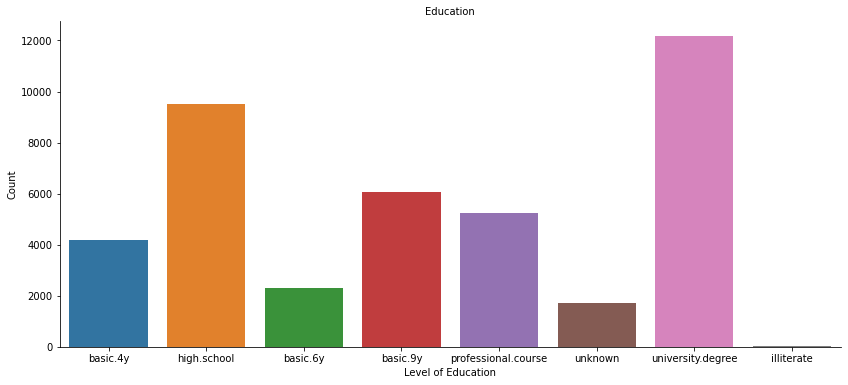 Education
12000
10000
8000
6000
4000
2000
0
Count
basic.4y high.school basic.6y basic.9y professional.course unknown university.degree illiterate
Level of Education